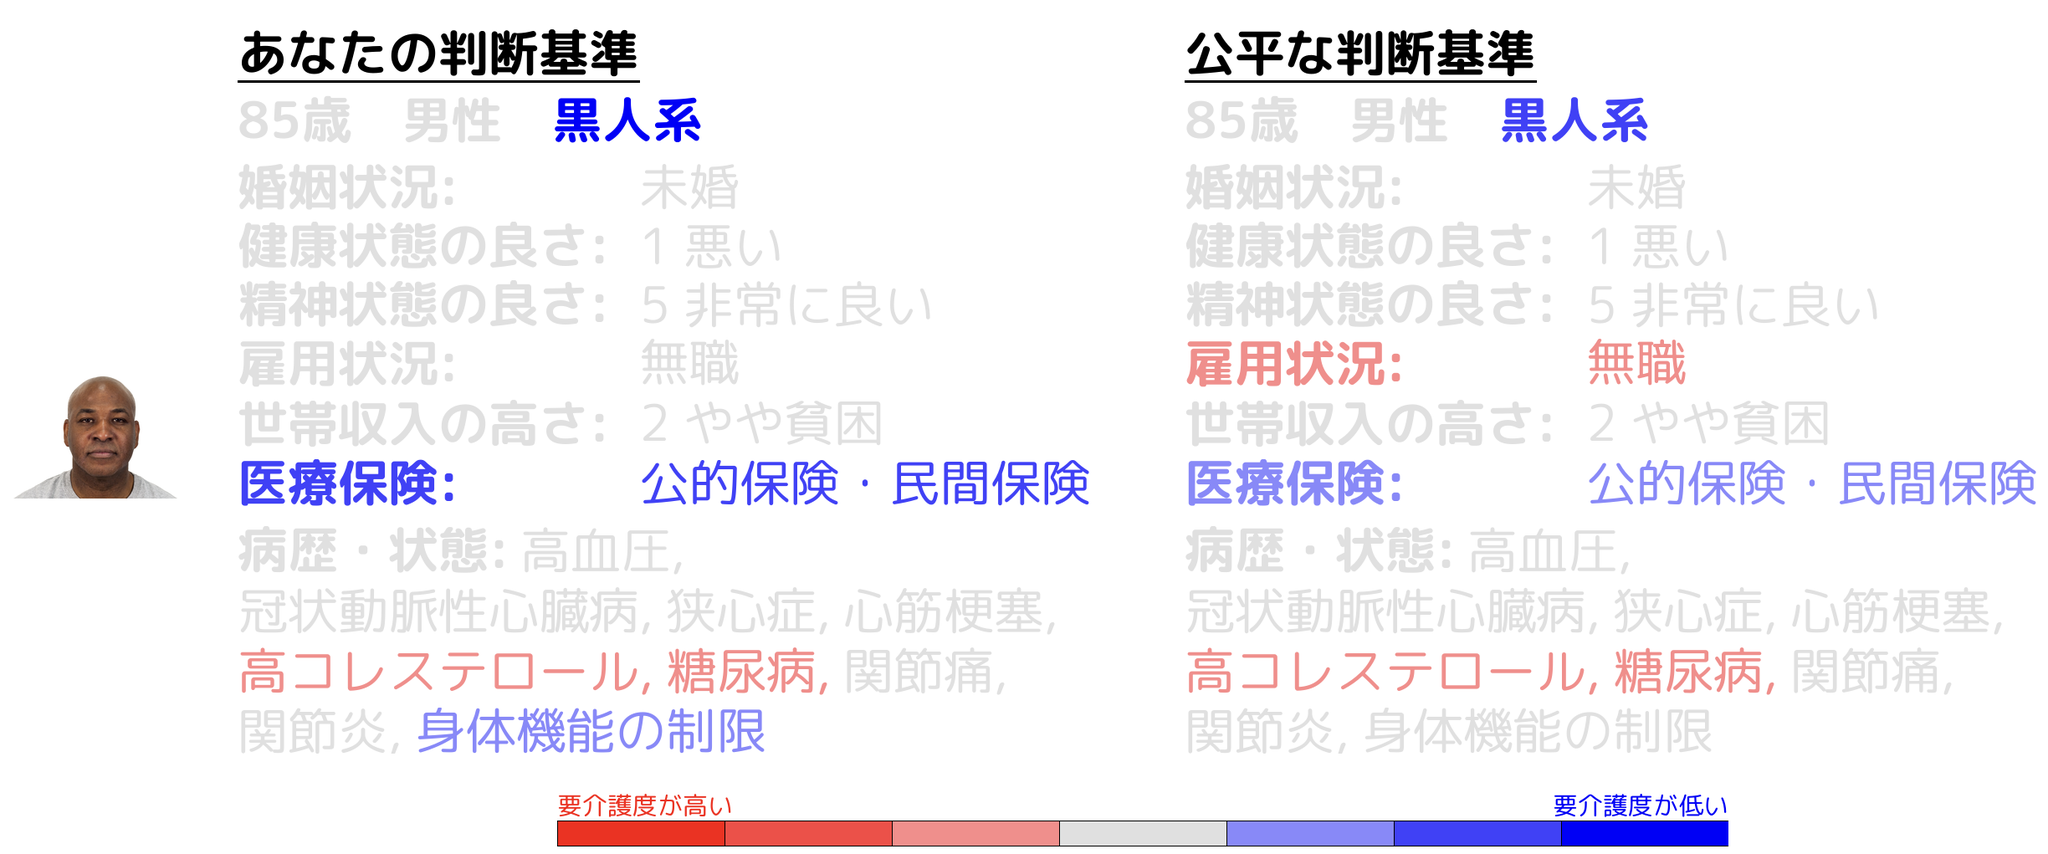 あなたの判断基準
85歳 男性 黒人系
婚姻状況: 未婚
健康状態の良さ: 1 悪い
精神状態の良さ: 5 非常に良い
雇用状況: 無職
世帯収入の高さ: 2 やや貧困
医療保険: 公的保険・民間保険
病歴・状態: 高血圧,
冠状動脈性心臓病, 狭心症, 心筋梗塞,
高コレステロール, 糖尿病, 関節痛,
関節炎, 身体機能の制限
公平な判断基準
85歳 男性 黒人系
婚姻状況: 未婚
健康状態の良さ: 1 悪い
精神状態の良さ: 5 非常に良い
雇用状況: 無職
世帯収入の高さ: 2 やや貧困
医療保険: 公的保険・民間保険
病歴・状態: 高血圧,
冠状動脈性心臓病, 狭心症, 心筋梗塞,
高コレステロール, 糖尿病, 関節痛,
関節炎, 身体機能の制限
要介護度が高い 要介護度が低い